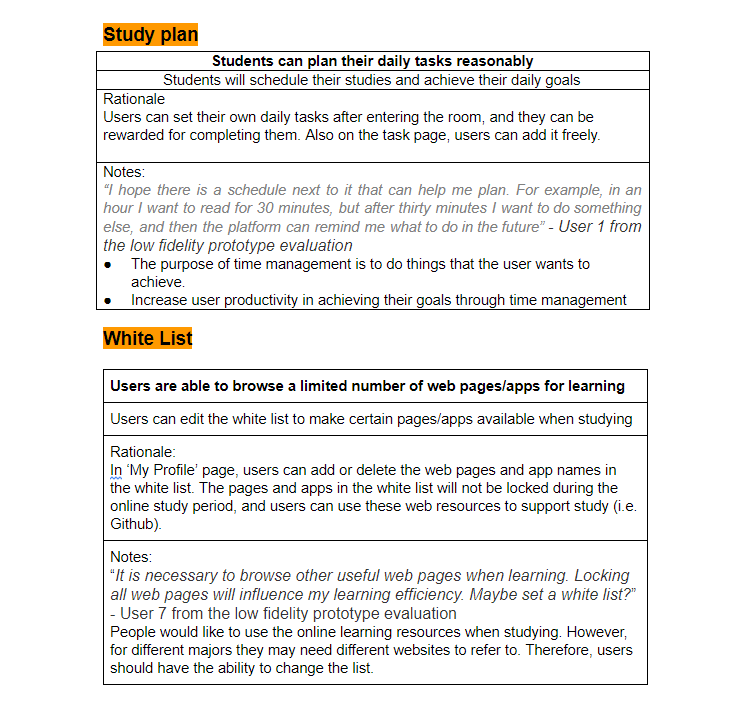 Study plan
Students can plan their daily tasks reasonably
Students will schedule their studies and achieve their daily goals
Rationale
Users can set their own daily tasks after entering the room, and they can be
rewarded for completing them. Also on the task page, users can add it freely.
Notes:
“I hope there is a schedule next to it that can help me plan. For example, in an
hour I want to read for 30 minutes, but after thirty minutes I want to do something
else, and then the platform can remind me what to do in the future” - User 1 from
the low fidelity prototype evaluation
● The purpose of time management is to do things that the user wants to
achieve.
● Increase user productivity in achieving their goals through time management
White List
Users are able to browse a limited number of web pages/apps for learning
Users can edit the white list to make certain pages/apps available when studying
Rationale:
In ‘My Profile’ page, users can add or delete the web pages and app names in
the white list. The pages and apps in the white list will not be locked during the
online study period, and users can use these web resources to support study (i.e.
Github).
Notes:
“It is necessary to browse other useful web pages when learning. Locking
all web pages will influence my learning efficiency. Maybe set a white list?”
- User 7 from the low fidelity prototype evaluation
People would like to use the online learning resources when studying. However,
for different majors they may need different websites to refer to. Therefore, users
should have the ability to change the list.